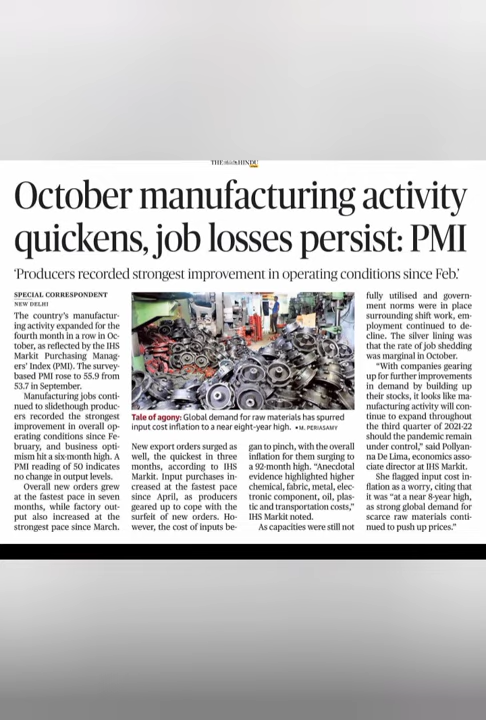 THE HINDU
October manufacturing activity
quickens, job losses persist: PMI
‘Producers recorded strongest improvement in operating conditions since Feb.’
SPECIAL CORRESPONDENT
NEW DELHI
The country's manufactur-
ing activity expanded for the
fourth month in a row in Oc-
tober, as reflected by the IHS
Markit Purchasing Manag-
ers' Index (PMI). The survey-
based PMI rose to 55.9 from
53.7 in September.
Manufacturing jobs conti-
nued to slidethough produc-
ers recorded the strongest
improvement in overall op-
erating conditions since Fe-
bruary, and business opti-
mism hit a six-month high. A
PMI reading of 50 indicates
no change in output levels.
Overall new orders grew
at the fastest pace in seven
months, while factory out-
put also increased at the
strongest pace since March.
Tale of agony: Global demand for raw materials has spurred
input cost inflation to a near eight-year high. •M. PERIASAMY
New export orders surged as
well, the quickest in three
months, according to IHS
Markit. Input purchases in-
creased at the fastest pace
since April, as producers
geared up to cope with the
surfeit of new orders. Ho-
wever, the cost of inputs be-
gan to pinch, with the overall
inflation for them surging to
a 92-month high. “Anecdotal
evidence highlighted higher
chemical, fabric, metal, elec-
tronic component, oil, plas-
tic and transportation costs,”
IHS Markit noted.
As capacities were still not
fully utilised and govern-
ment norms were in place
surrounding shift work, em-
ployment continued to de-
cline. The silver lining was
that the rate of job shedding
was marginal in October.
“With companies gearing
up for further improvements
in demand by building up
their stocks, it looks like ma-
nufacturing activity will con-
tinue to expand throughout
the third quarter of 2021-22
should the pandemic remain
under control,” said Pollyan-
na De Lima, economics asso-
ciate director at IHS Markit.
She flagged input cost in-
flation as a worry, citing that
it was “at a near 8-year high,
as strong global demand for
scarce raw materials conti-
nued to push up prices.”